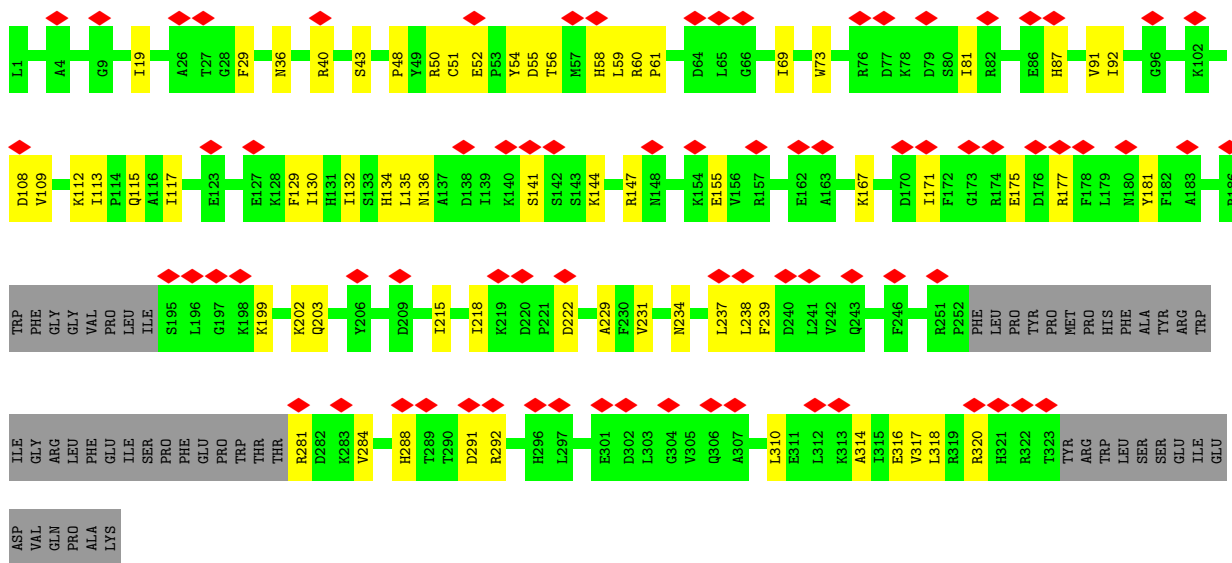 L1 A4 G9 I19 A26 T27 G28 F29 N36 R40 S43 P48 Y49 R50 C51 E52 P53 Y54 D55 T56 M57 H58 L59 R60 P61 D64 L65 G66 I69 W73 R76 D77 K78 D79 S80 I81 R82 E86 H87 V91 I92 G96 K102
D108 V109 K112 I113 P114 Q115 A116 I117 E123 E127 K128 F129 I130 H131 I132 S133 H134 L135 N136 A137 D138 I139 K140 S141 S142 S143 K144 R147 N148 K154 E155 V156 R157 E162 A163 K167 D170 I171 F172 G173 R174 E175 D176 R177 F178 L179 N180 Y181 F182 A183 R186
TRP PHE GLY GLY VAL PRO LEU ILE S195 L196 G197 K198 K199 K202 Q203 Y206 D209 I215 I218 K219 D220 P221 D222 A229 F230 V231 N234 L237 L238 F239 D240 L241 V242 Q243 F246 R251 P252 PHE LEU PRO TYR PRO MET PRO HIS PHE ALA TYR ARG TRP
ILE GLY ARG LEU PHE GLU ILE SER PRO PHE GLU PRO TRP THR THR R281 D282 K283 V284 H288 T289 T290 D291 R292 H296 L297 E301 D302 L303 G304 V305 Q306 A307 L310 E311 L312 K313 A314 I315 E316 V317 L318 R319 R320 H321 R322 T323 TYR ARG TRP LEU SER SER GLU ILE GLU
ASP VAL GLN PRO ALA LYS